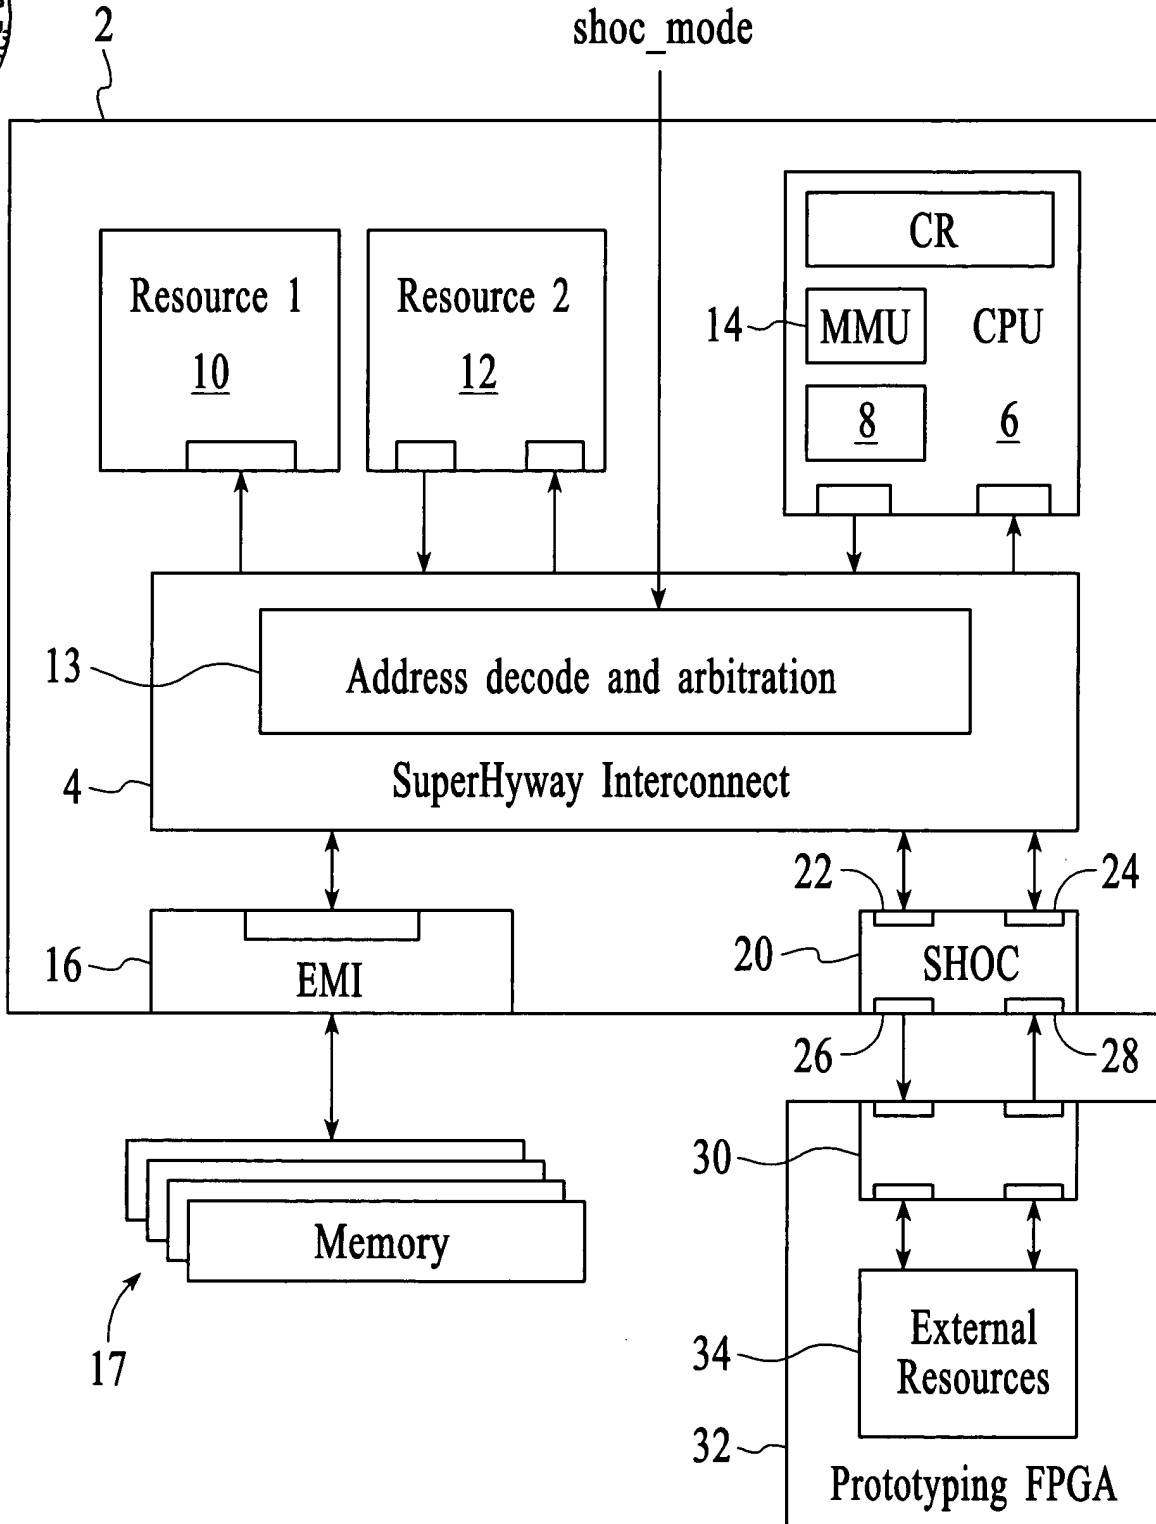 2
shoc_mode
CR
Resource 1
Resource 2
14
MMU
CPU
10
12
8
6
13
Address decode and arbitration
4
SuperHyway Interconnect
22
24
16
EMI
20
SHOC
26
28
30
Memory
17
34
External
Resources
32
Prototyping FPGA